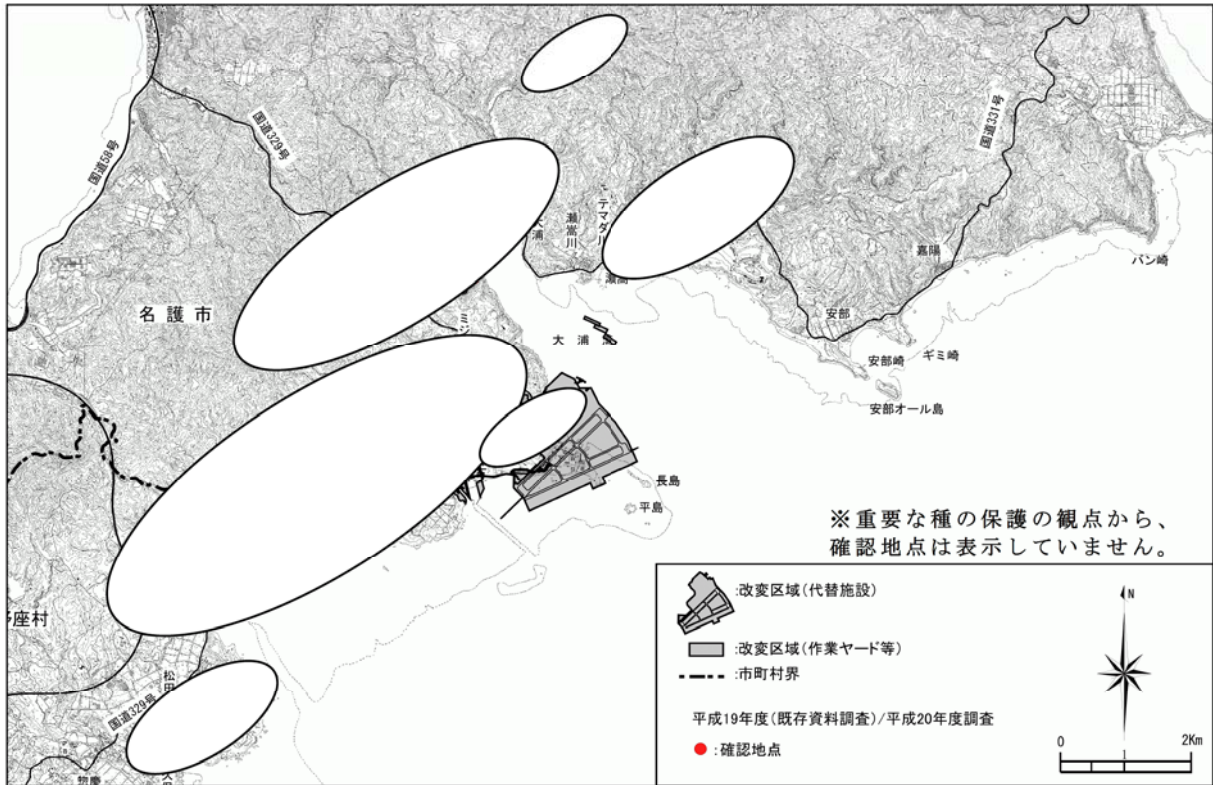 国道58号
国道329号
国道331号
大浦
瀬嵩川
テマダ
嘉陽
バン崎
名護市
安部
大浦
安部崎
ギミ崎
安部オール島
長島
平島
※重要な種の保護の観点から、
確認地点は表示していません。
座村
松田
国道329号
惣慶
:改変区域(代替施設)
:改変区域(作業ヤード等)
:市町村界
平成19年度(既存資料調査)/平成20年度調査
:確認地点
N
0 1 2Km